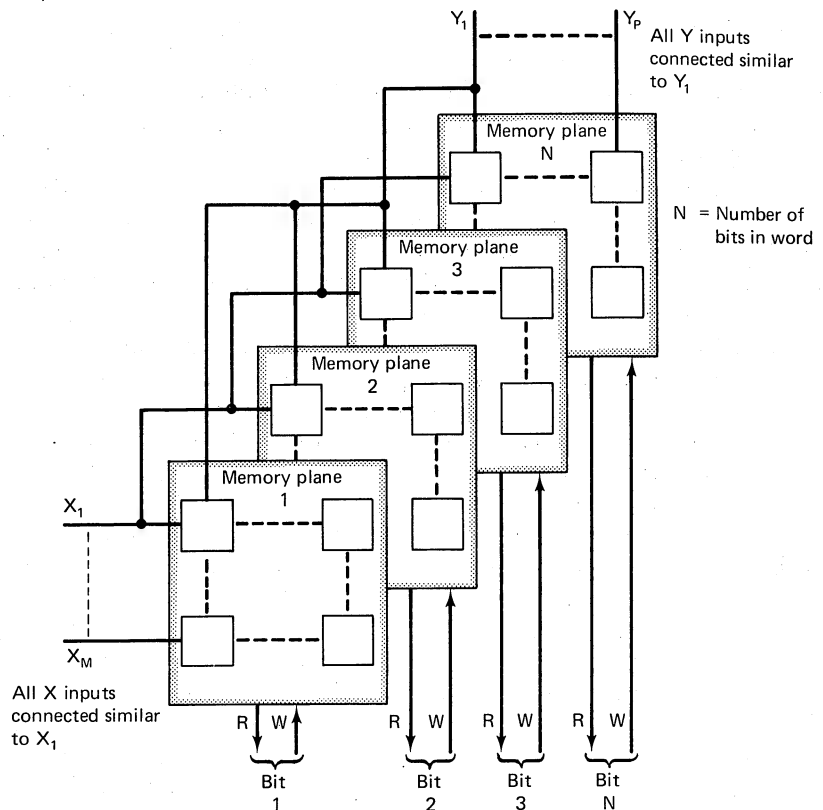 Y1
YP
All Y inputs
connected similar
to Y1
Memory plane
N
N = Number of
bits in word
Memory plane
3
Memory plane
2
Memory plane
1
X1
XM
All X inputs
connected similar
to X1
R W
R W
R W
R W
Bit
1
Bit
2
Bit
3
Bit
N